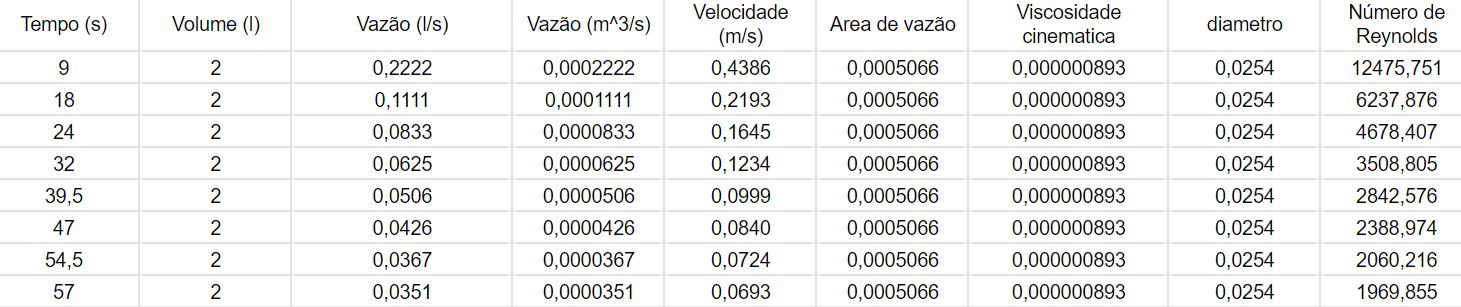 Tempo (s) Volume (l) Vazão (l/s) Vazão (m^3/s) Velocidade (m/s) Area de vazão Viscosidade cinematica diametro Número de Reynolds
9 2 0,2222 0,0002222 0,4386 0,0005066 0,000000893 0,0254 12475,751
18 2 0,1111 0,0001111 0,2193 0,0005066 0,000000893 0,0254 6237,876
24 2 0,0833 0,0000833 0,1645 0,0005066 0,000000893 0,0254 4678,407
32 2 0,0625 0,0000625 0,1234 0,0005066 0,000000893 0,0254 3508,805
39,5 2 0,0506 0,0000506 0,0999 0,0005066 0,000000893 0,0254 2842,576
47 2 0,0426 0,0000426 0,0840 0,0005066 0,000000893 0,0254 2388,974
54,5 2 0,0367 0,0000367 0,0724 0,0005066 0,000000893 0,0254 2060,216
57 2 0,0351 0,0000351 0,0693 0,0005066 0,000000893 0,0254 1969,855